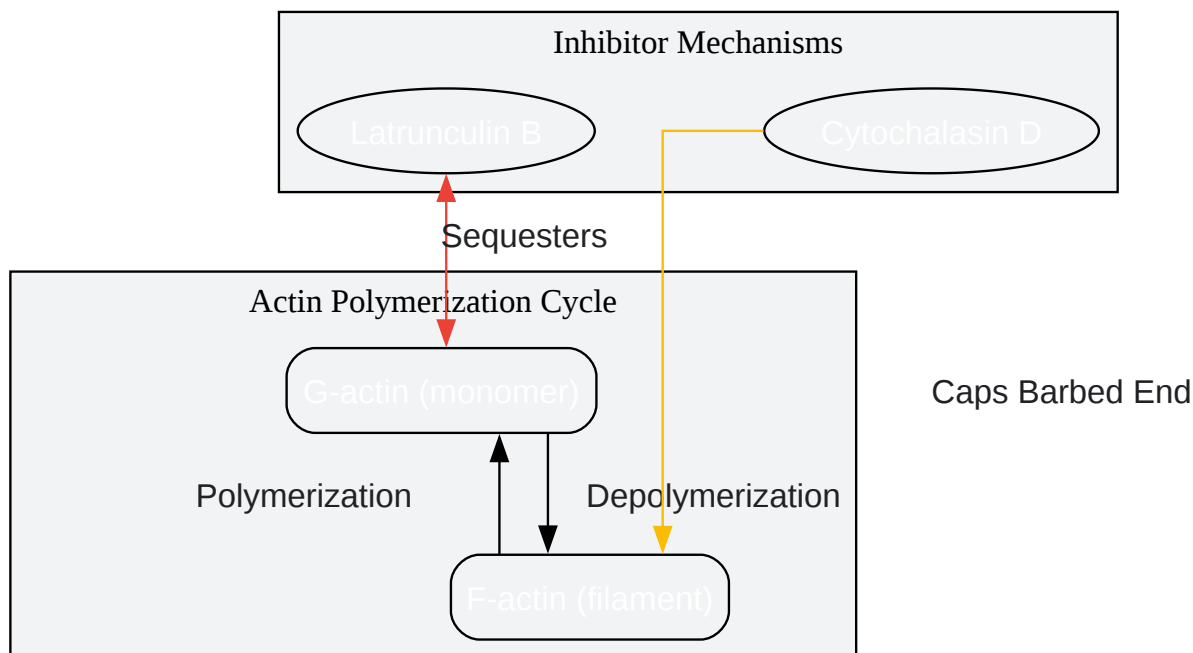 Inhibitor Mechanisms
Latrunculin B
Cytochalasin D
Sequesters
Actin Polymerization Cycle
G-actin (monomer)
Caps Barbed End
Polymerization
Depolymerization
F-actin (filament)